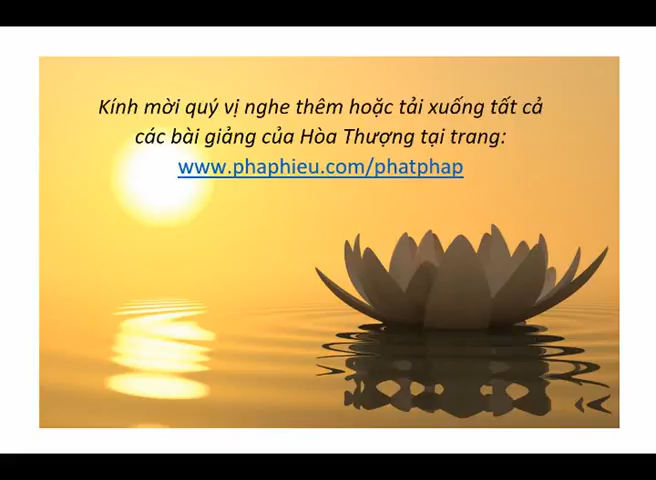 Kính mời quý vị nghe thêm hoặc tải xuống tất cả
các bài giảng của Hòa Thượng tại trang:
www.phaphieu.com/phatphap